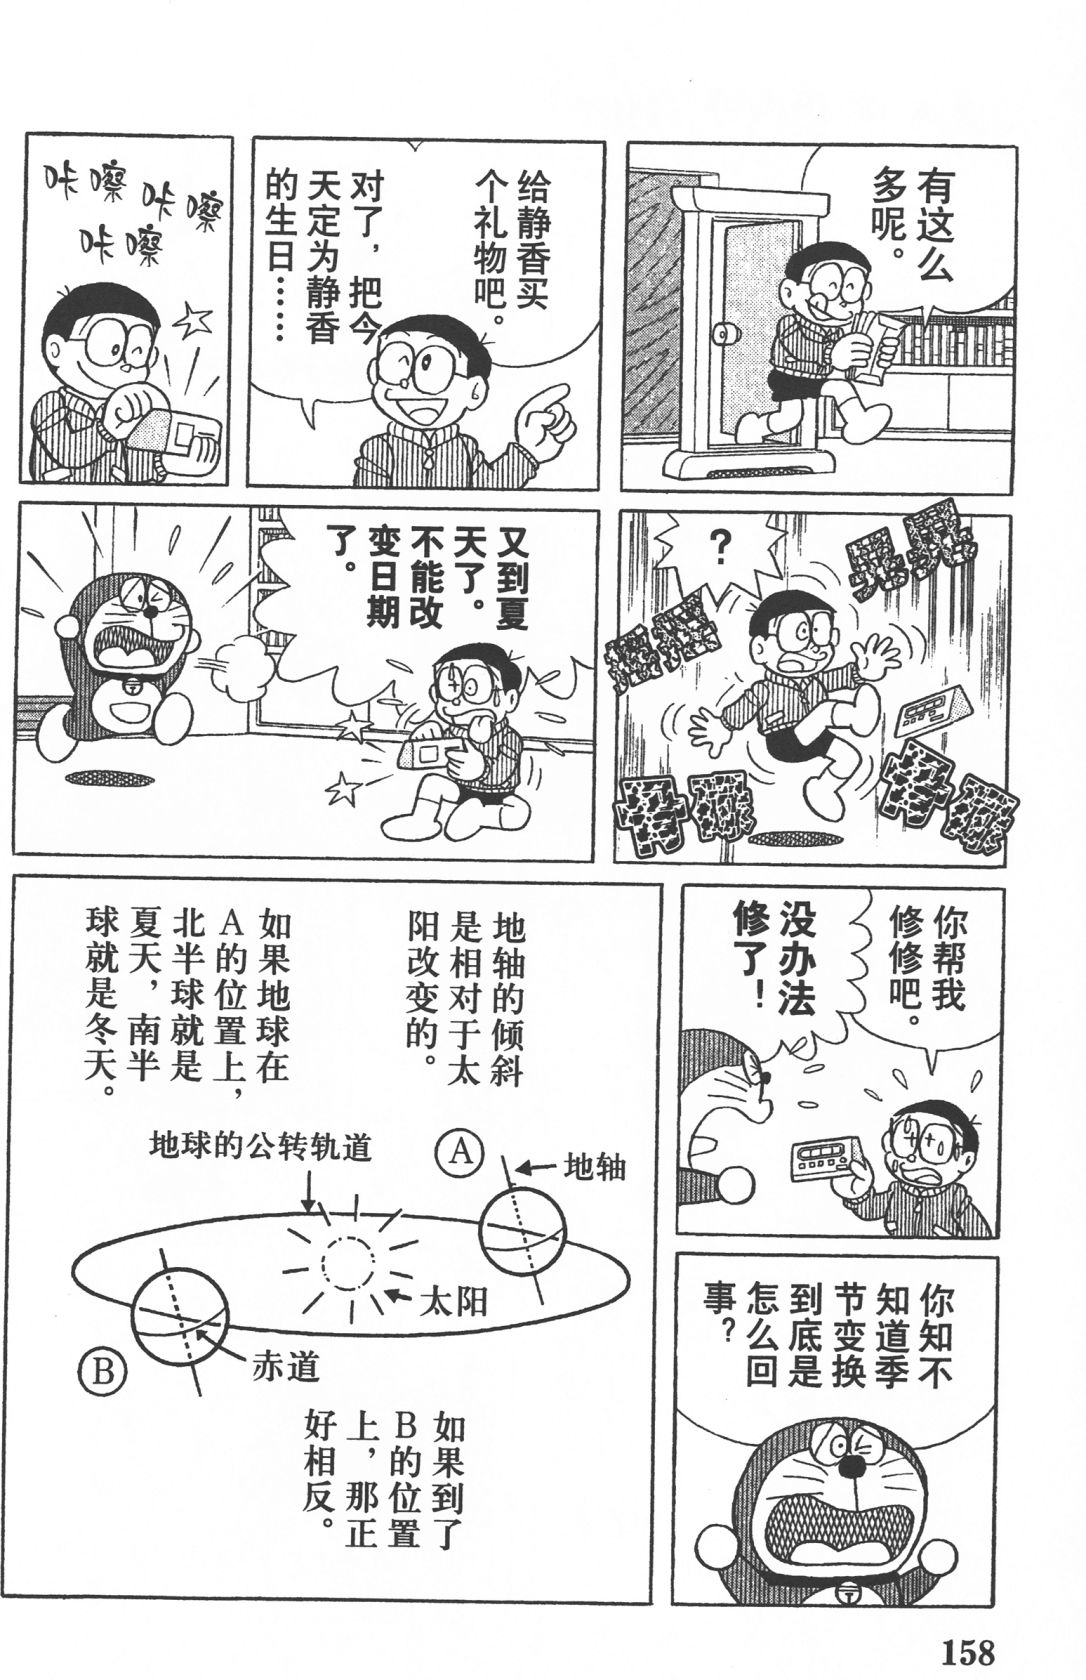 有这么
多呢。
给静香买
个礼物吧。
对了，把今
天定为静香
的生日……
咔嚓
咔嚓
咔嚓
？
又到夏
天了。
不能改
变日期
了。
你帮我
修修吧。
没办法
修了！
你知不
知道季
节变换
到底是
怎么回
事？
地轴的倾斜
是相对于太
阳改变的。
如果地球在
A的位置上，
北半球就是
夏天，南半
球就是冬天。
地球的公转轨道
A
地轴
太阳
赤道
B
如果到了
B的位置
上，那正
好相反。
158